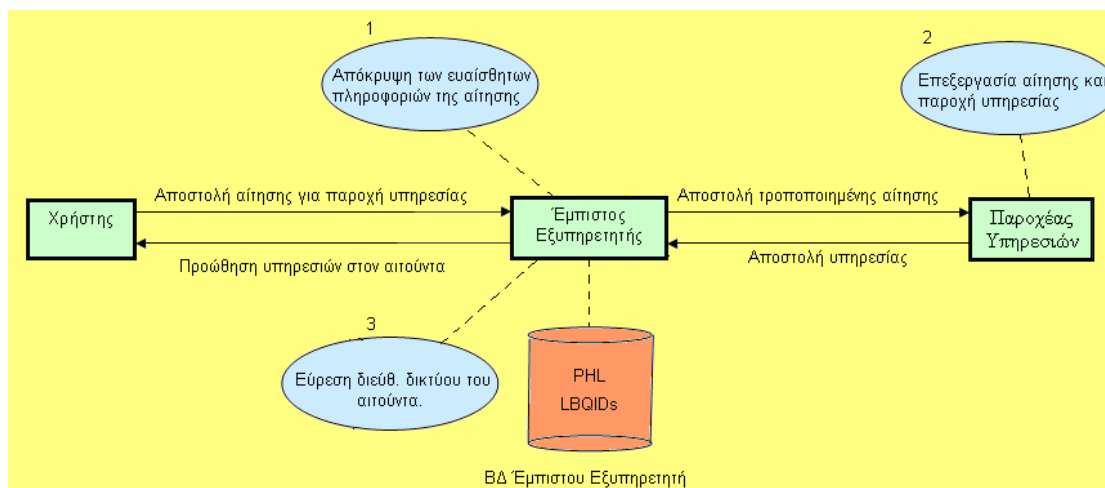 1
Απόκρυψη των ευαίσθητων
πληροφοριών της αίτησης
2
Επεξεργασία αίτησης και
παροχή υπηρεσίας
Χρήστης
Αποστολή αίτησης για παροχή υπηρεσίας
Προώθηση υπηρεσιών στον αιτούντα
Έμπιστος
Εξυπηρετητής
Αποστολή τροποποιημένης αίτησης
Αποστολή υπηρεσίας
Παροχέας
Υπηρεσιών
3
Εύρεση διεύθ. δικτύου του
αιτούντα.
PHL
LBQIDs
ΒΔ Έμπιστου Εξυπηρετητή